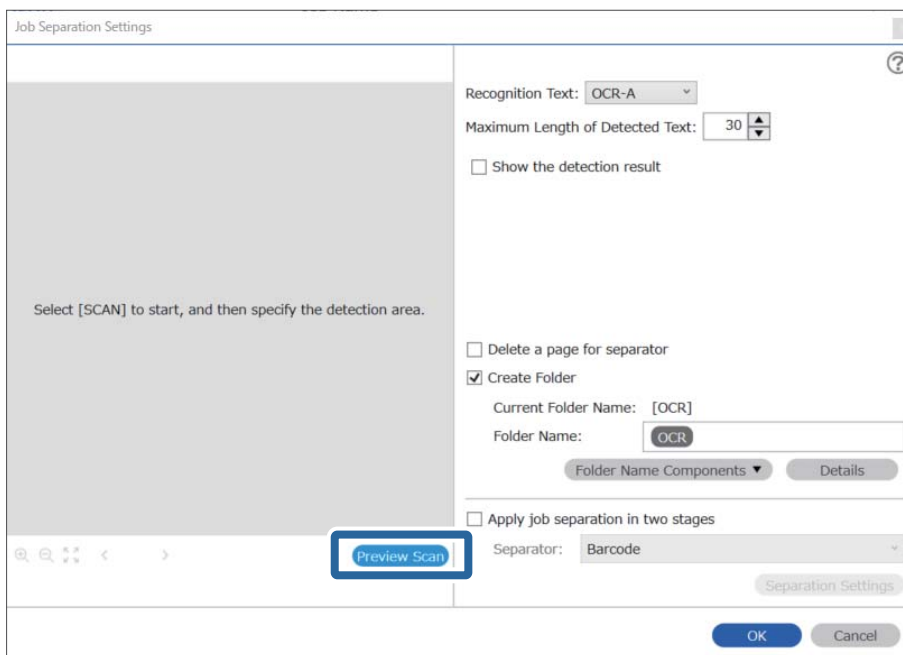 Job Separation Settings
?
Recognition Text: OCR-A
Maximum Length of Detected Text: 30
Show the detection result
Select [SCAN] to start, and then specify the detection area.
Delete a page for separator
Create Folder
Current Folder Name: [OCR]
Folder Name: OCR
Folder Name Components ▼ Details
Apply job separation in two stages
Preview Scan
Separator: Barcode
Separation Settings
OK Cancel